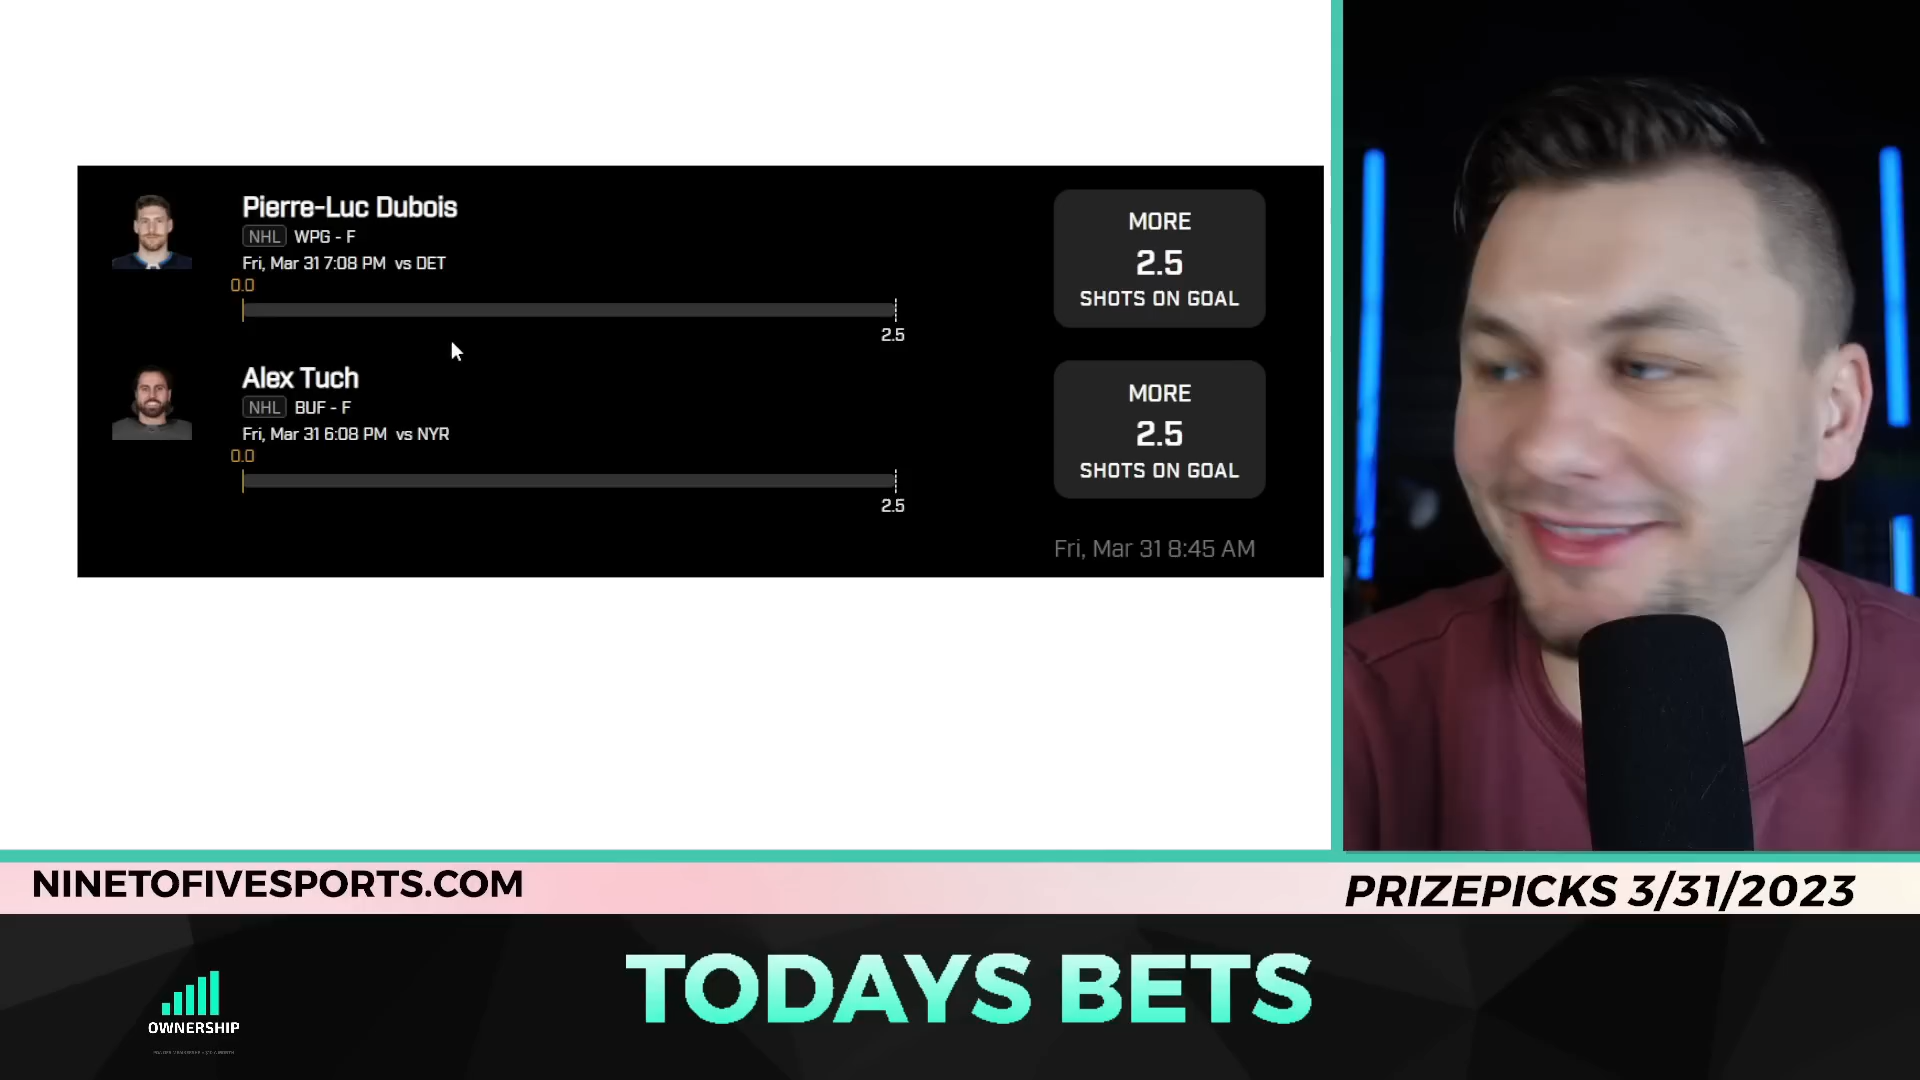 Pierre-Luc Dubois
NHL WPG - F
Fri, Mar 31 7:08 PM vs DET
0.0
2.5
MORE
2.5
SHOTS ON GOAL
Alex Tuch
NHL BUF - F
Fri, Mar 31 6:08 PM vs NYR
0.0
2.5
MORE
2.5
SHOTS ON GOAL
Fri, Mar 31 8:45 AM
NINETOFIVESPORTS.COM
PRIZEPICKS 3/31/2023
TODAYS BETS
OWNERSHIP